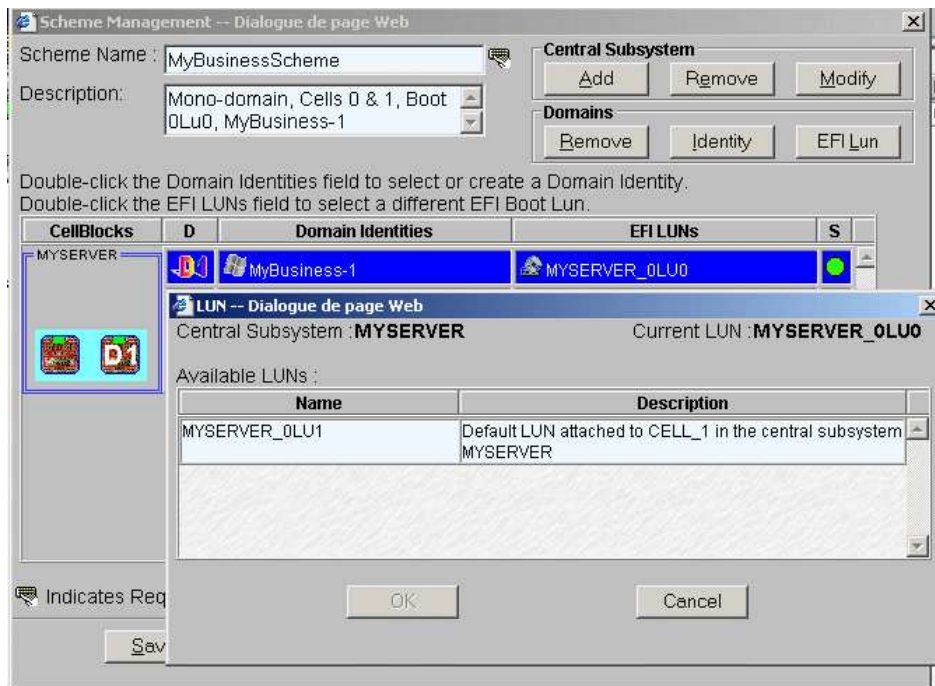 Scheme Management -- Dialogue de page Web
Scheme Name : MyBusinessScheme
Central Subsystem
Add Remove Modify
Description: Mono-domain, Cells 0 & 1, Boot
0Lu0, MyBusiness-1
Domains
Remove Identity EFI Lun
Double-click the Domain Identities field to select or create a Domain Identity.
Double-click the EFI LUNs field to select a different EFI Boot Lun.
CellBlocks D Domain Identities EFI LUNs S
MYSERVER
D1 MyBusiness-1 MYSERVER_0LU0
D1
LUN -- Dialogue de page Web
Central Subsystem :MYSERVER Current LUN :MYSERVER_0LU0
Available LUNs :
Name Description
MYSERVER_0LU1 Default LUN attached to CELL_1 in the central subsystem
MYSERVER
OK Cancel
Indicates Req
Sav